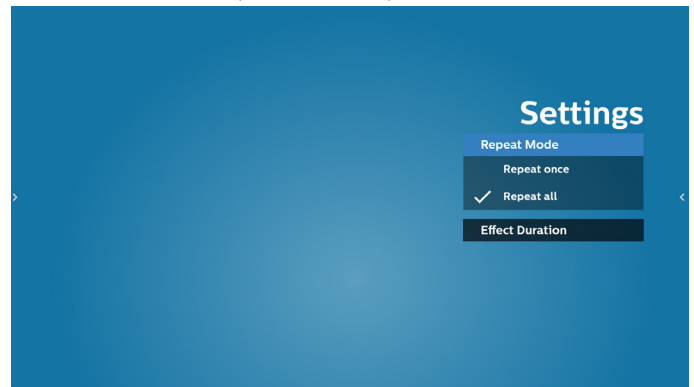 Settings
Repeat Mode
Repeat once
Repeat all
Effect Duration